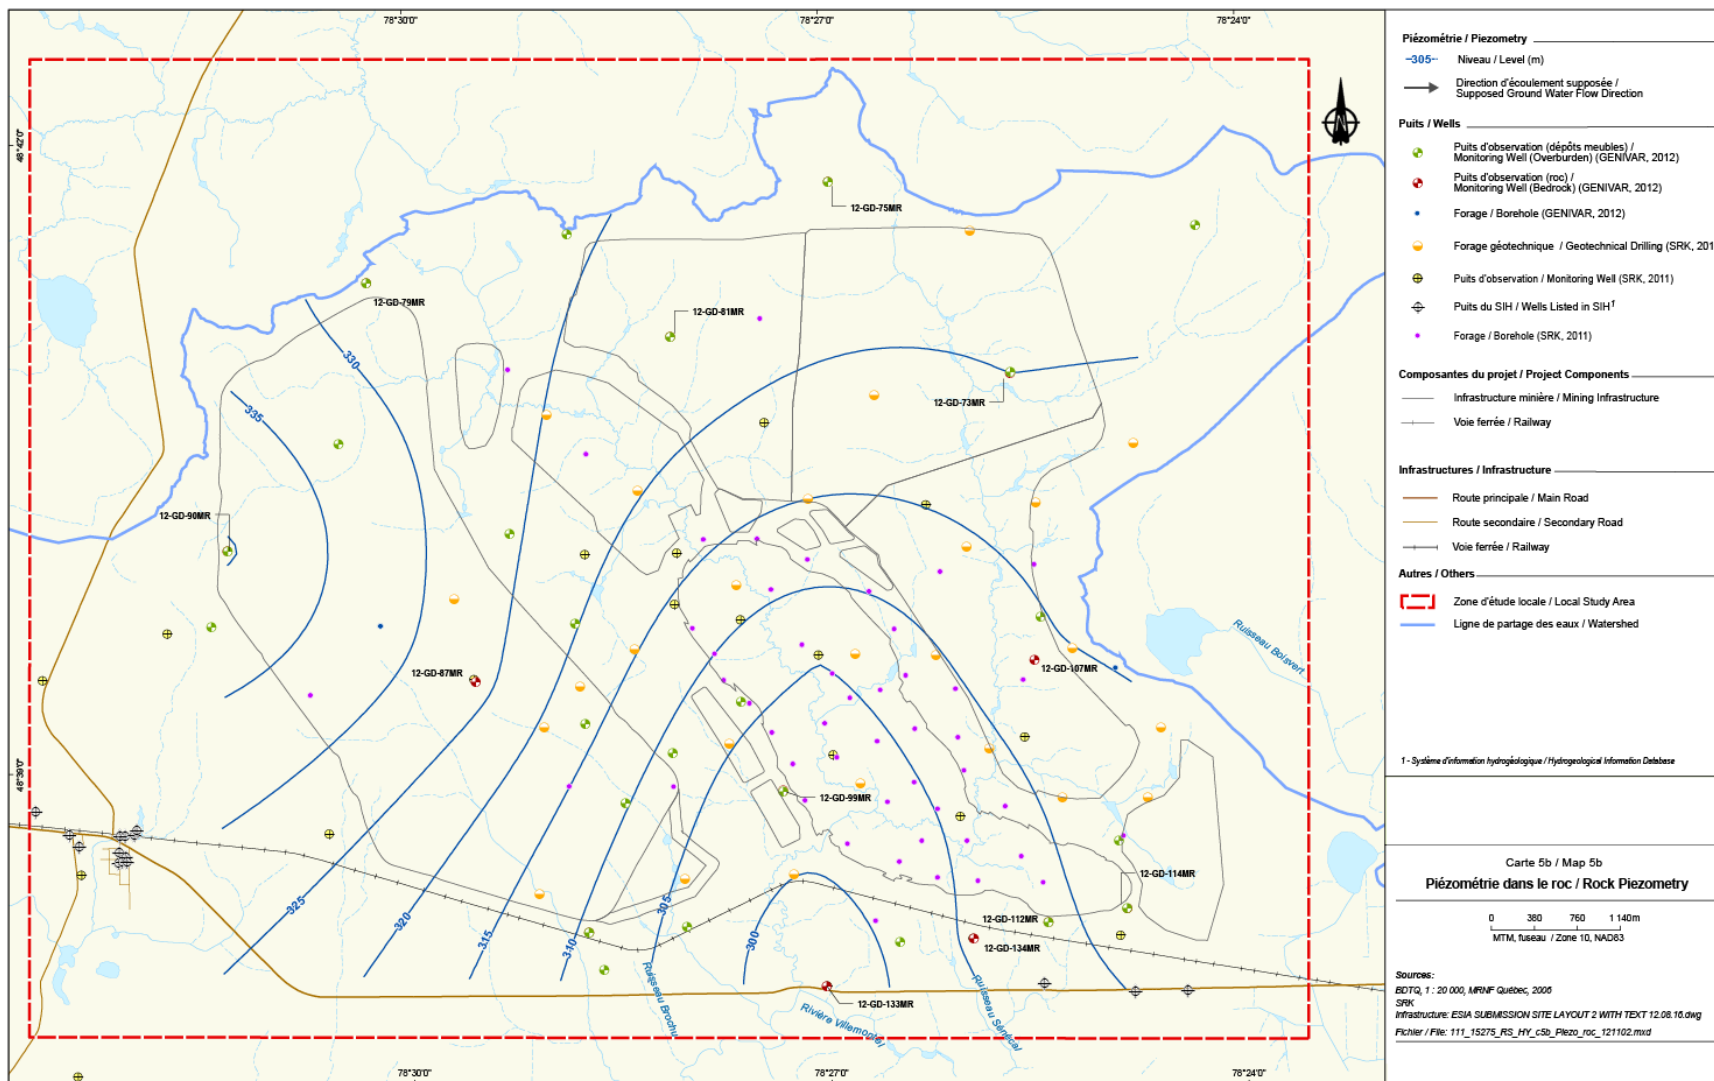 78°30'0"
78°27'0"
78°24'0"
48°42'0"
12-GD-75MR
12-GD-79MR
12-GD-81MR
330
335
12-GD-73MR
12-GD-90MR
Ruisseau Boisvert
12-GD-107MR
12-GD-87MR
48°39'0"
12-GD-99MR
12-GD-114MR
325
320
315
310
305
300
12-GD-112MR
12-GD-134MR
12-GD-133MR
Ruisseau Brochu
Rivière Villemontel
Ruisseau Sénécal
78°30'0"
78°27'0"
78°24'0"
Piézométrie / Piezometry
-305- Niveau / Level (m)
Direction d'écoulement supposée /
Supposed Ground Water Flow Direction
Puits / Wells
Puits d'observation (dépôts meubles) /
Monitoring Well (Overburden) (GENIVAR, 2012)
Puits d'observation (roc) /
Monitoring Well (Bedrock) (GENIVAR, 2012)
Forage / Borehole (GENIVAR, 2012)
Forage géotechnique / Geotechnical Drilling (SRK, 201
Puits d'observation / Monitoring Well (SRK, 2011)
Puits du SIH / Wells Listed in SIH¹
Forage / Borehole (SRK, 2011)
Composantes du projet / Project Components
Infrastructure minière / Mining Infrastructure
Voie ferrée / Railway
Infrastructures / Infrastructure
Route principale / Main Road
Route secondaire / Secondary Road
Voie ferrée / Railway
Autres / Others
Zone d'étude locale / Local Study Area
Ligne de partage des eaux / Watershed
1 - Système d'information hydrogéologique / Hydrogeological Information Database
Carte 5b / Map 5b
Piézométrie dans le roc / Rock Piezometry
0 380 760 1 140m
MTM, fuseau / Zone 10, NAD83
Sources:
BDTQ, 1 : 20 000, MRNF Québec, 2006
SRK
Infrastructure: ESIA SUBMISSION SITE LAYOUT 2 WITH TEXT 12.08.16.dwg
Fichier / File: 111_15275_RS_HY_c5b_Piezo_roc_121102.mxd